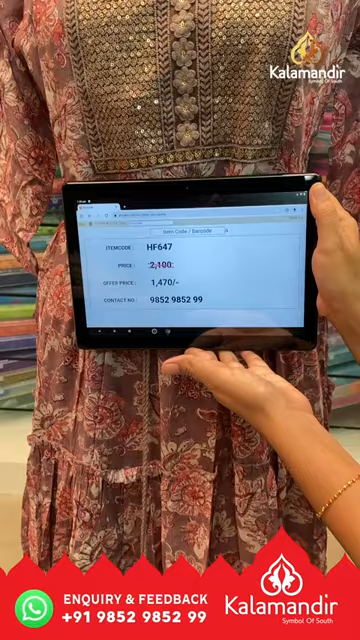 Kalamandir
Symbol Of South
Item Code / Barcode
ITEMCODE : HF647
PRICE : 2,100
OFFER PRICE : 1,470/-
CONTACT NO : 9852 9852 99
ENQUIRY & FEEDBACK
+91 9852 9852 99
Kalamandir
Symbol Of South